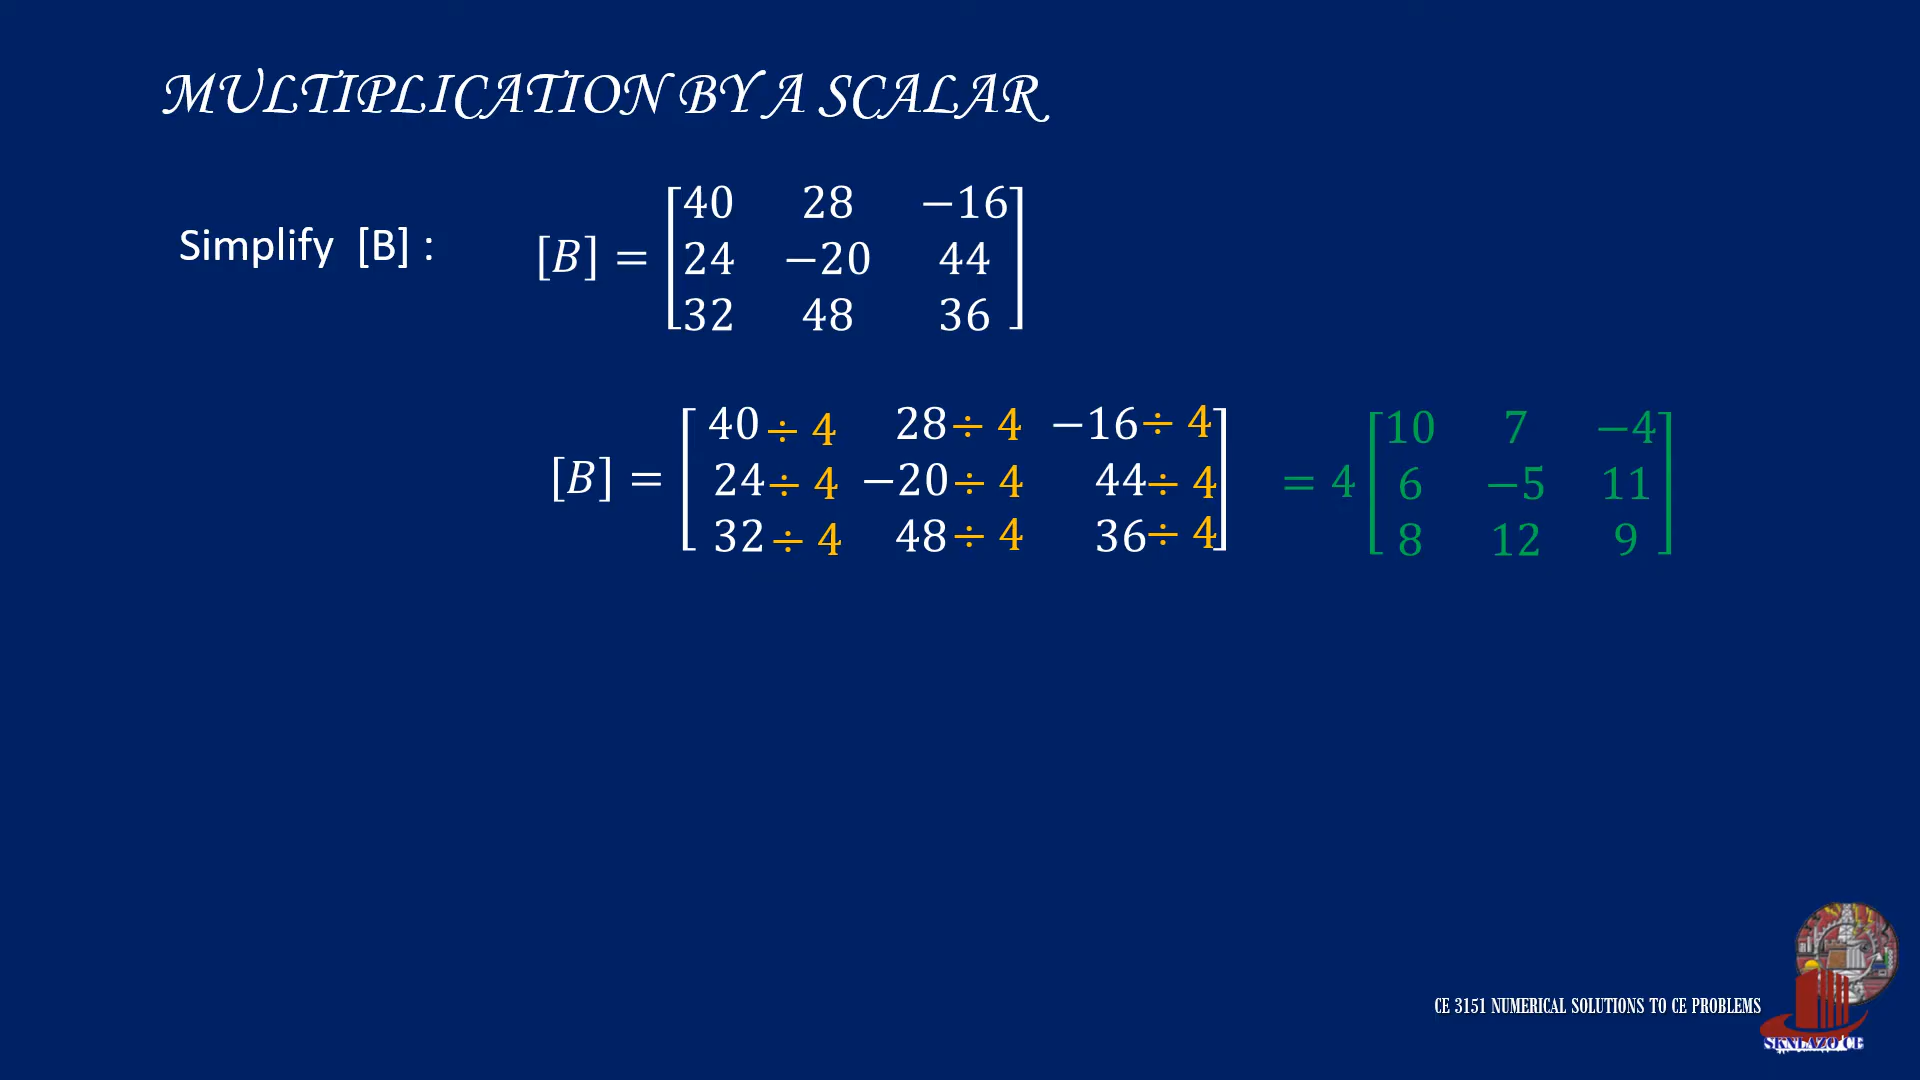 MULTIPLICATION BY A SCALAR
Simplify [B] :
[B] =
40 28 −16
24 −20 44
32 48 36
[B] =
40 ÷ 4 28 ÷ 4 −16 ÷ 4
24 ÷ 4 −20 ÷ 4 44 ÷ 4
32 ÷ 4 48 ÷ 4 36 ÷ 4
= 4
10 7 −4
6 −5 11
8 12 9
CE 3151 NUMERICAL SOLUTIONS TO CE PROBLEMS
SKNLAZO CE